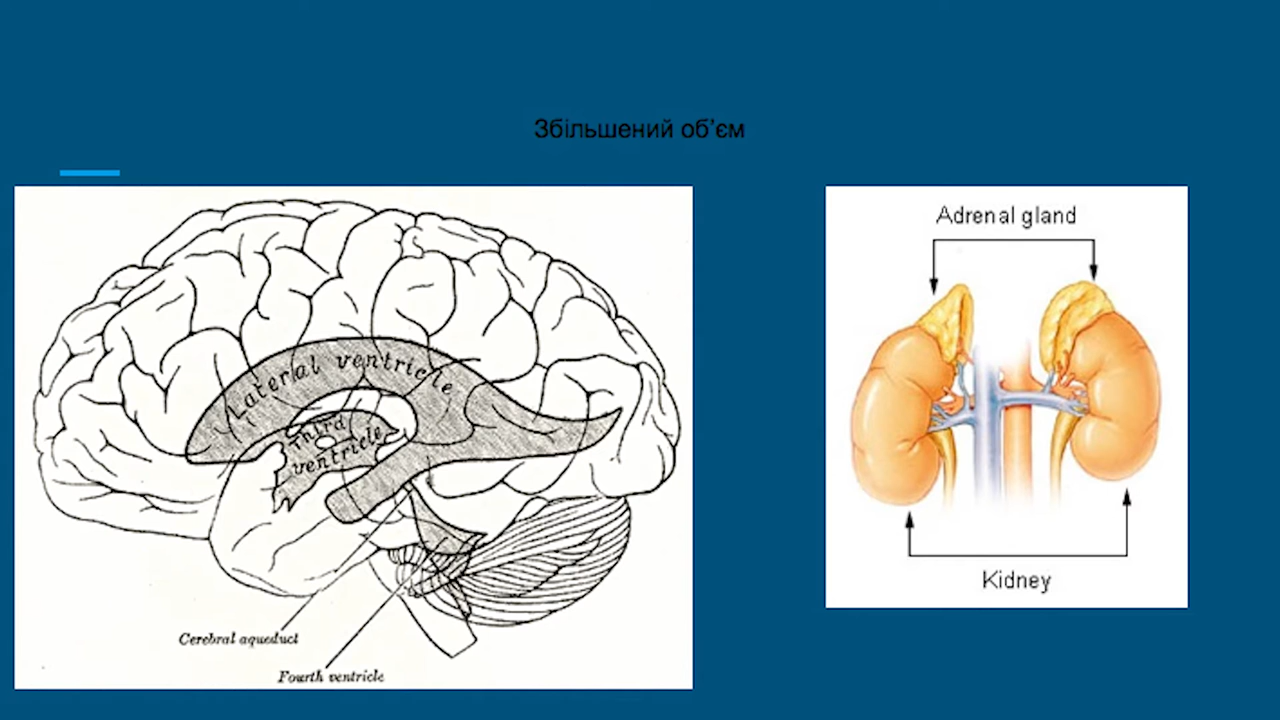 Збільшений об'єм
Lateral ventricle
Third
ventricle
Cerebral aqueduct
Fourth ventricle
Adrenal gland
Kidney